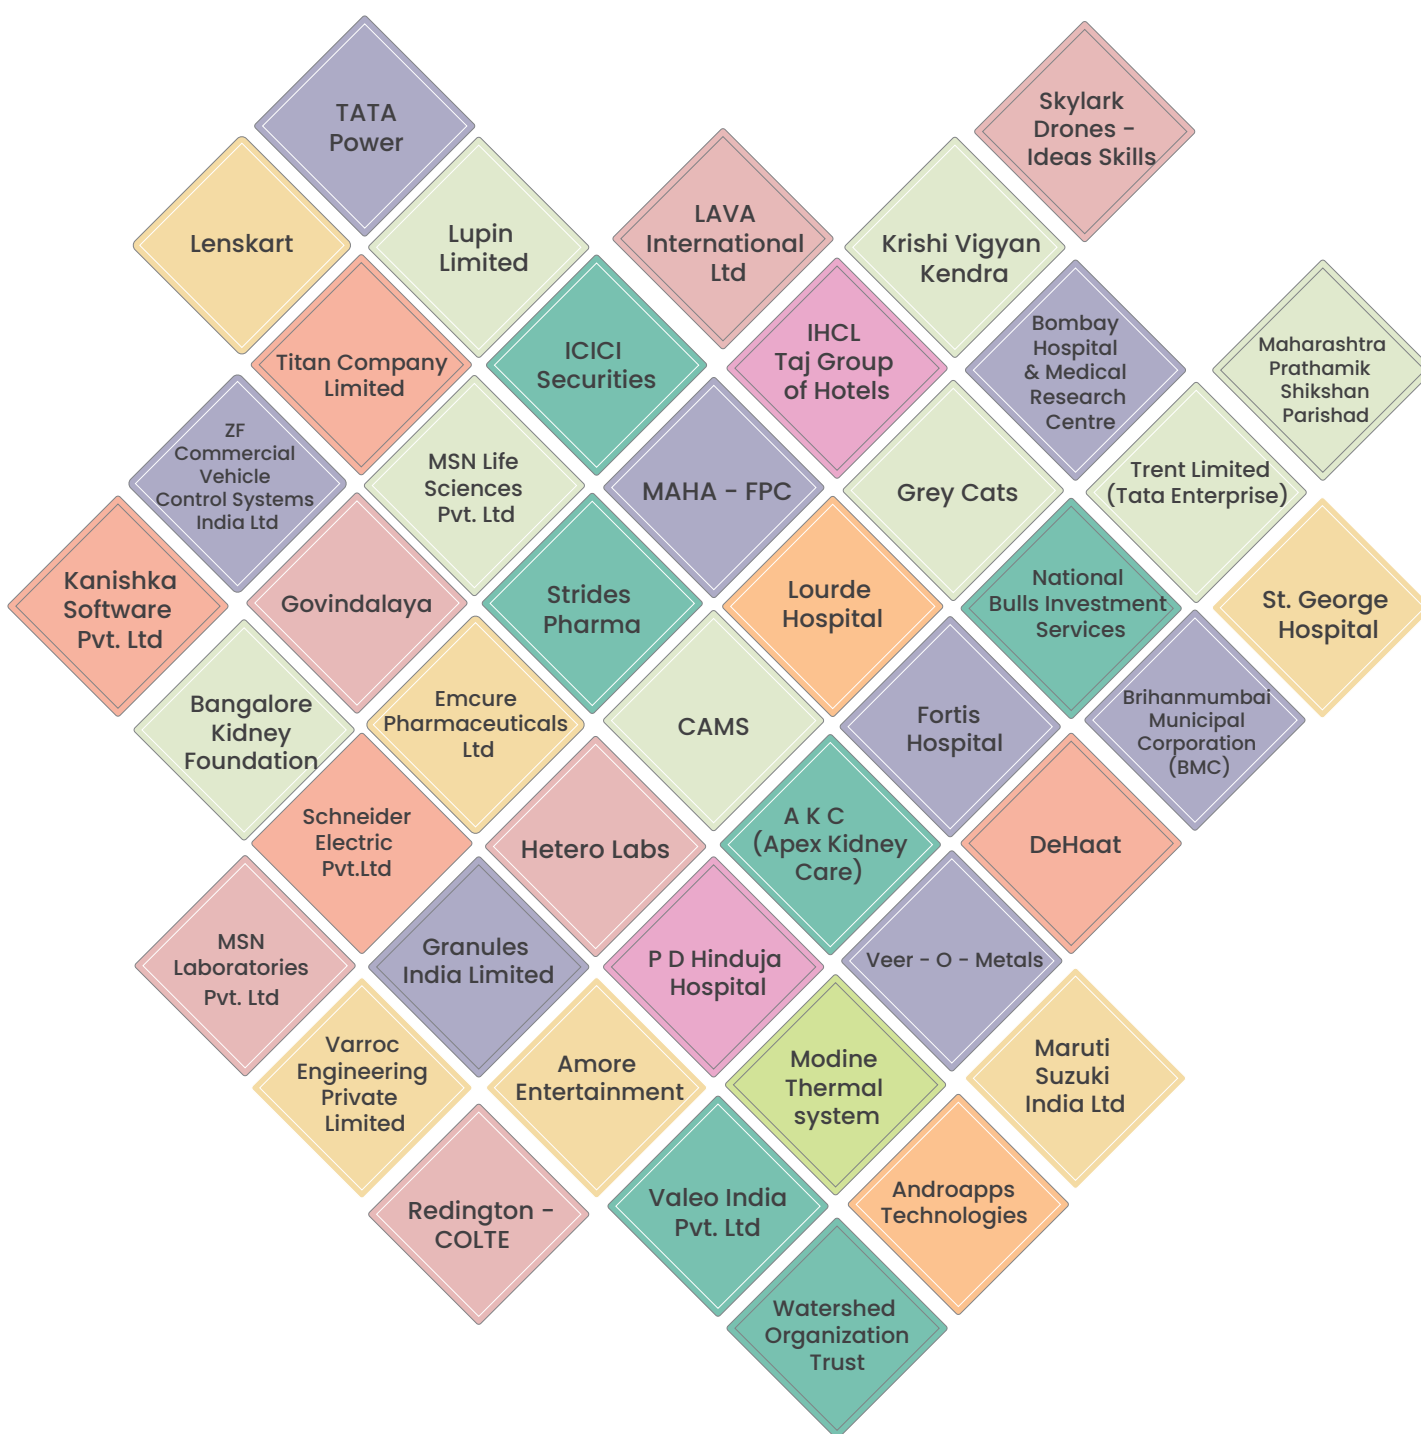 TATA
Power
Skylark
Drones -
Ideas Skills
Lenskart
Lupin
Limited
LAVA
International
Ltd
Krishi Vigyan
Kendra
Titan Company
Limited
ICICI
Securities
IHCL
Taj Group
of Hotels
Bombay
Hospital
& Medical
Research
Centre
Maharashtra
Prathamik
Shikshan
Parishad
ZF
Commercial
Vehicle
Control Systems
India Ltd
MSN Life
Sciences
Pvt. Ltd
MAHA - FPC
Grey Cats
Trent Limited
(Tata Enterprise)
Kanishka
Software
Pvt. Ltd
Govindalaya
Strides
Pharma
Lourde
Hospital
National
Bulls Investment
Services
St. George
Hospital
Bangalore
Kidney
Foundation
Emcure
Pharmaceuticals
Ltd
CAMS
Fortis
Hospital
Brihanmumbai
Municipal
Corporation
(BMC)
Schneider
Electric
Pvt.Ltd
Hetero Labs
A K C
(Apex Kidney
Care)
DeHaat
MSN
Laboratories
Pvt. Ltd
Granules
India Limited
P D Hinduja
Hospital
Veer - O - Metals
Varroc
Engineering
Private
Limited
Amore
Entertainment
Modine
Thermal
system
Maruti
Suzuki
India Ltd
Redington -
COLTE
Valeo India
Pvt. Ltd
Androapps
Technologies
Watershed
Organization
Trust